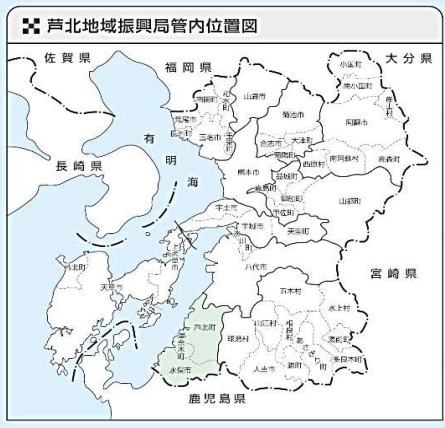 芦北地域振興局管内位置図
佐賀県
福岡県
大分県
小国町
南小国町
産山村
南関町
和水町
山鹿市
菊池市
阿蘇市
荒尾市
長洲町
玉名市
玉東町
合志市
大津町
菊陽町
西原村
南阿蘇村
高森町
有明海
長崎県
熊本市
益城町
嘉島町
御船町
山都町
甲佐町
宇土市
宇城市
美里町
氷川町
上天草市
八代市
苓北町
天草市
宮崎県
五木村
水上村
芦北町
球磨村
山江村
相良村
あさぎり町
湯前町
多良木町
津奈木町
水俣市
人吉市
錦町
鹿児島県